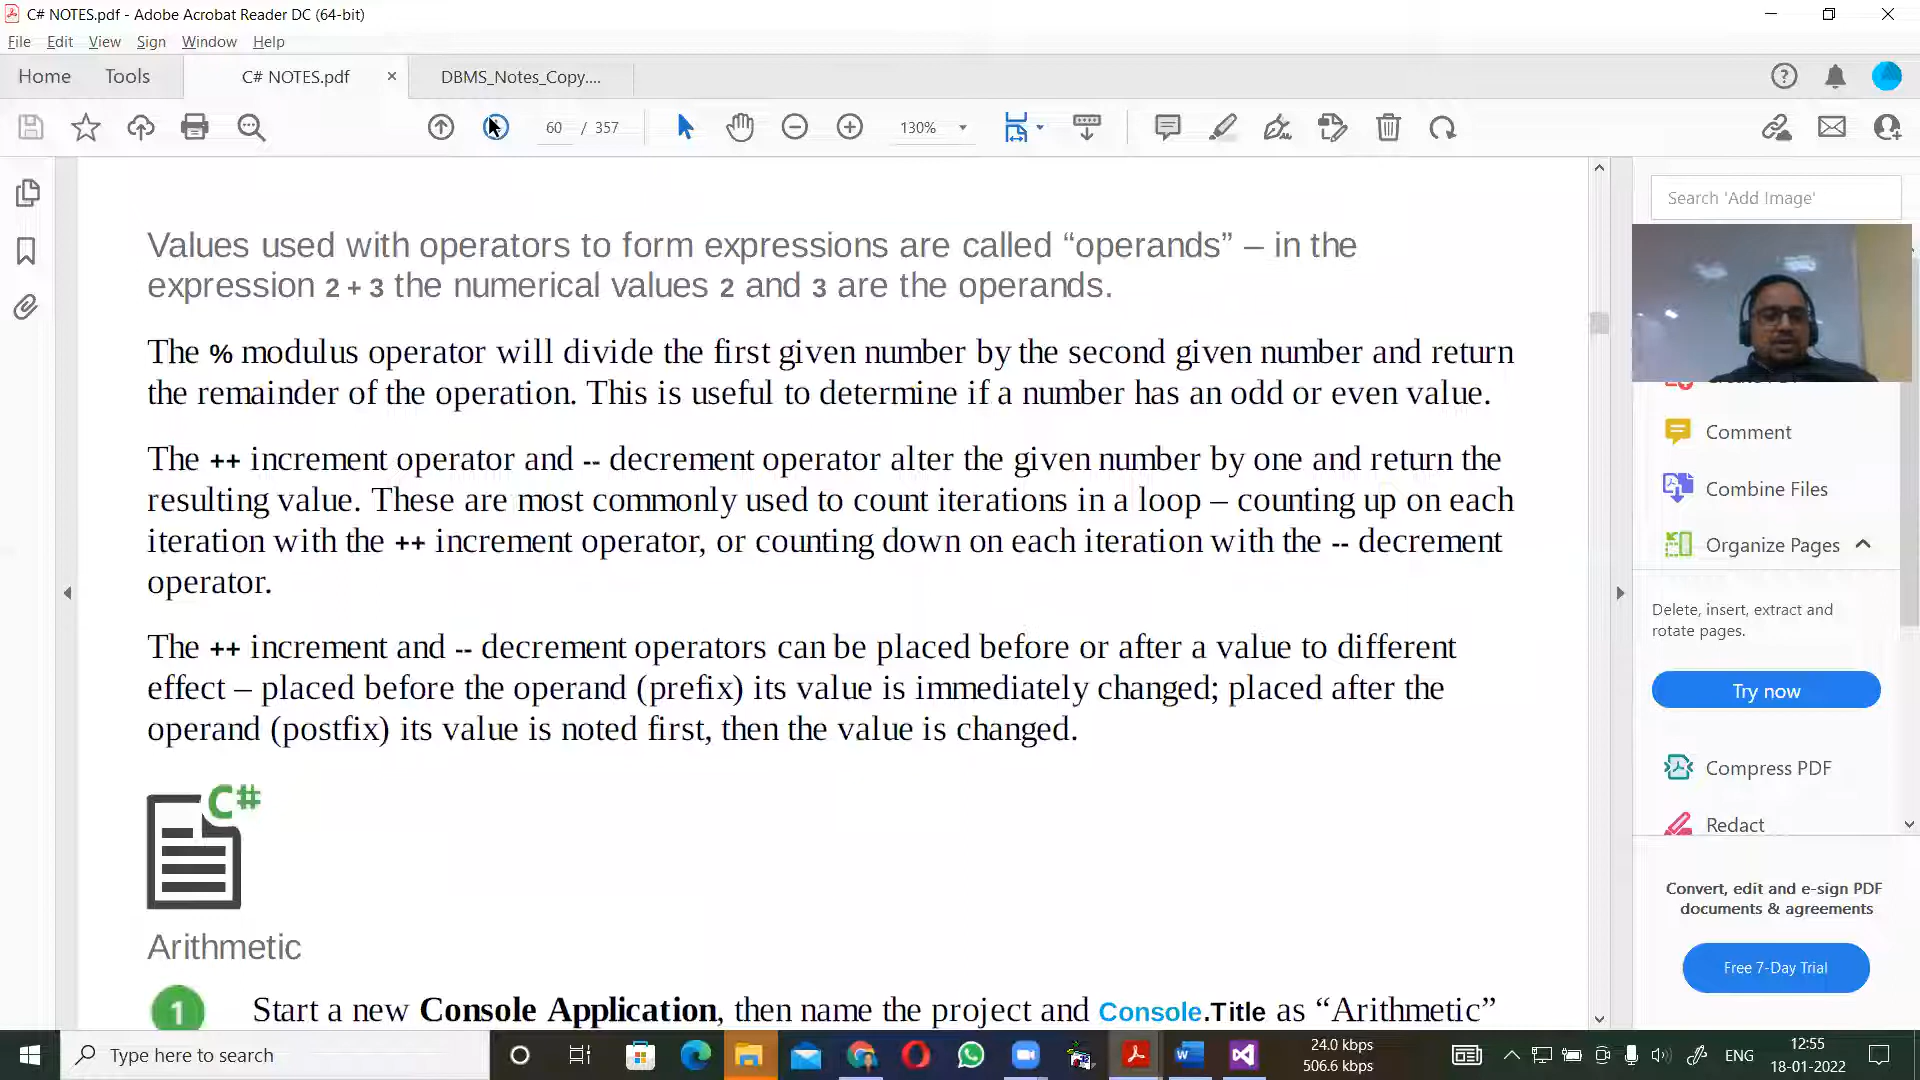 C# NOTES.pdf - Adobe Acrobat Reader DC (64-bit)
File Edit View Sign Window Help
Home Tools C# NOTES.pdf DBMS_Notes_Copy....
60 / 357 130%
Search 'Add Image'
Values used with operators to form expressions are called “operands” – in the
expression 2 + 3 the numerical values 2 and 3 are the operands.
The % modulus operator will divide the first given number by the second given number and return
the remainder of the operation. This is useful to determine if a number has an odd or even value.
The ++ increment operator and -- decrement operator alter the given number by one and return the
resulting value. These are most commonly used to count iterations in a loop – counting up on each
iteration with the ++ increment operator, or counting down on each iteration with the -- decrement
operator.
The ++ increment and -- decrement operators can be placed before or after a value to different
effect – placed before the operand (prefix) its value is immediately changed; placed after the
operand (postfix) its value is noted first, then the value is changed.
C#
Arithmetic
1 Start a new Console Application, then name the project and Console.Title as “Arithmetic”
Comment
Combine Files
Organize Pages
Delete, insert, extract and
rotate pages.
Try now
Compress PDF
Redact
Convert, edit and e-sign PDF
documents & agreements
Free 7-Day Trial
Type here to search
24.0 kbps
506.6 kbps
ENG
12:55
18-01-2022